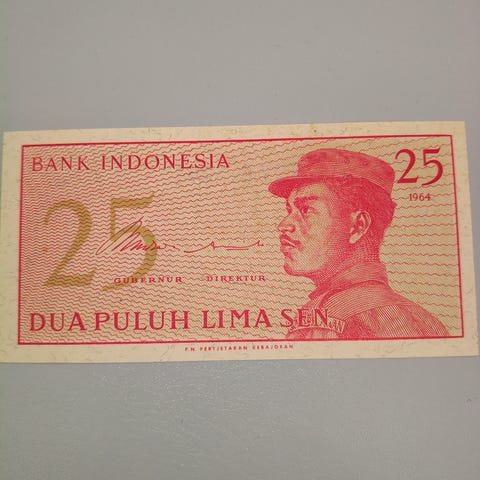 BANK INDONESIA
25
1964
25
GUBERNUR DIREKTUR
DUA PULUH LIMA SEN
P.N. PERTJETAKAN KEBAJORAN